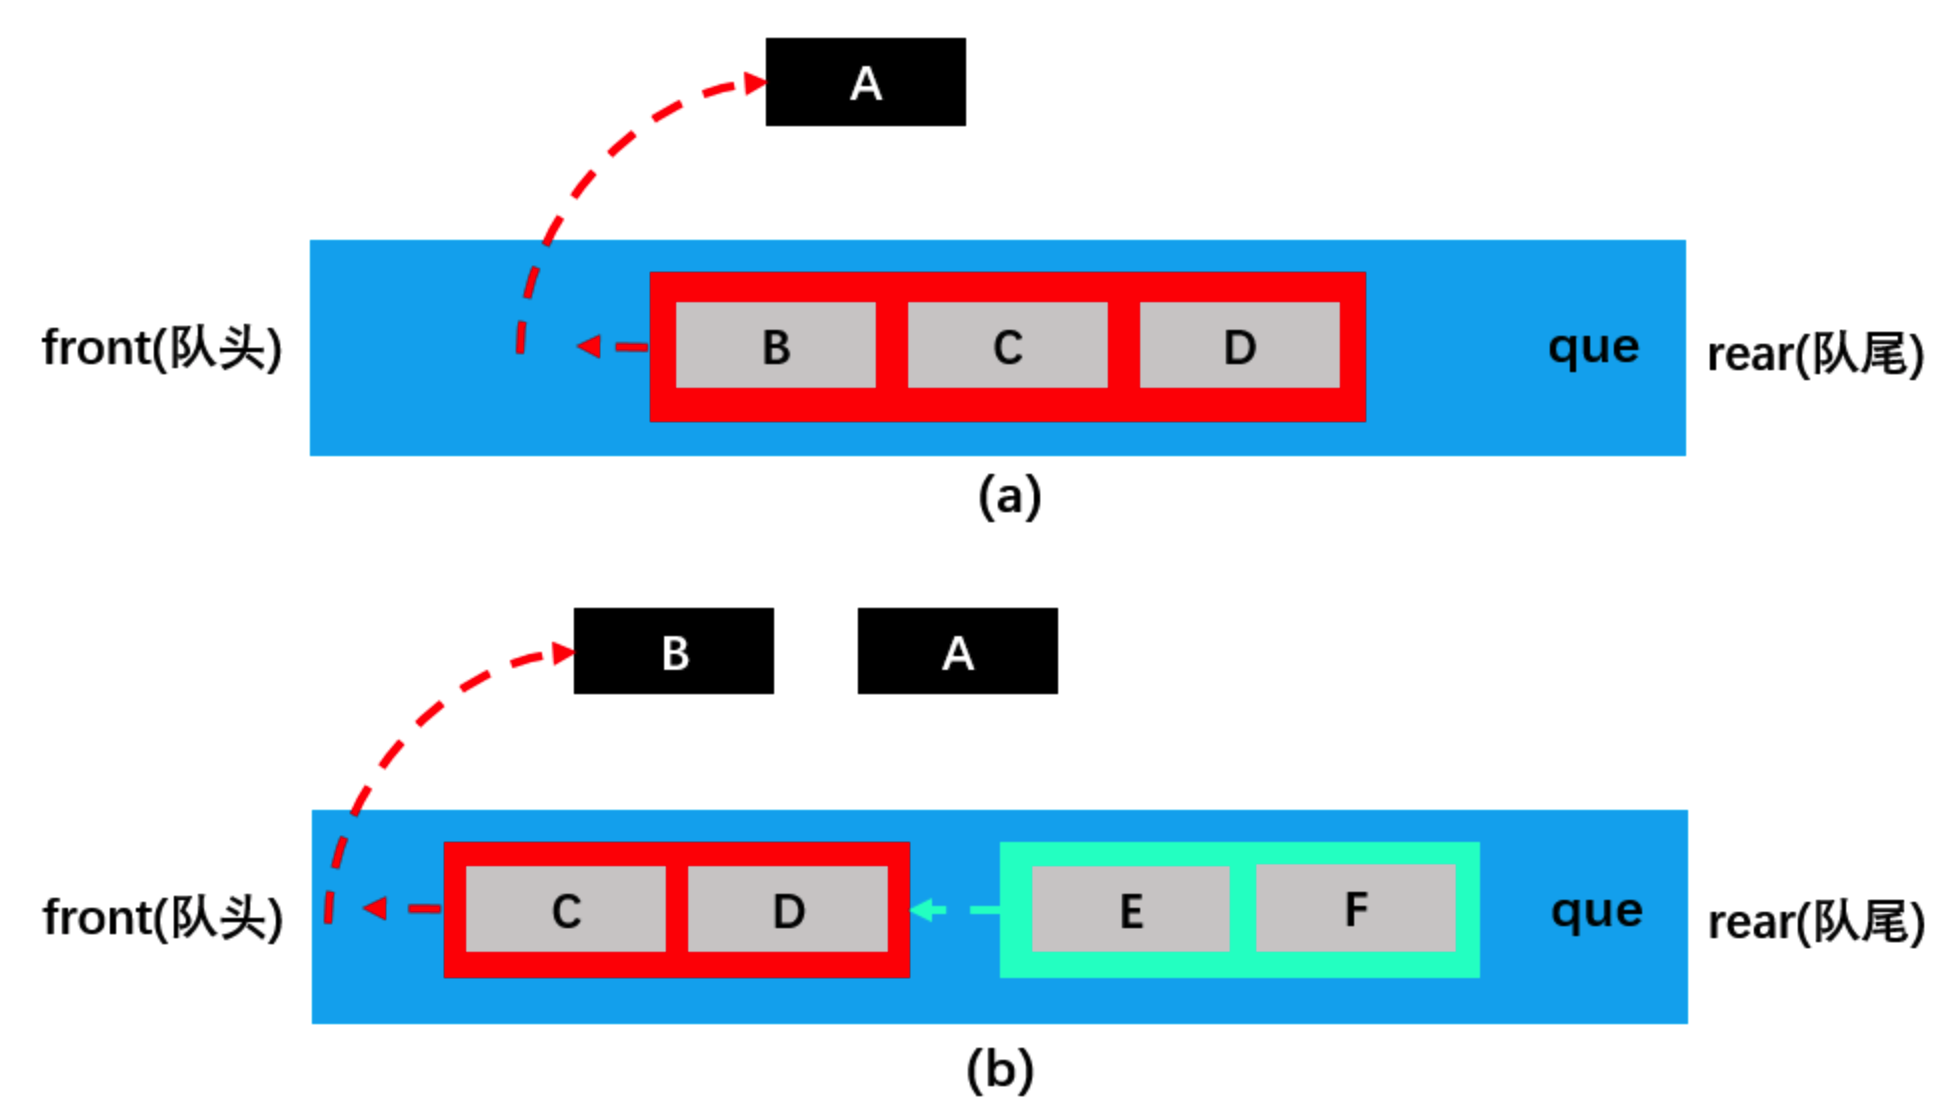 A
front(队头) B C D que rear(队尾)
(a)
B A
front(队头) C D E F que rear(队尾)
(b)